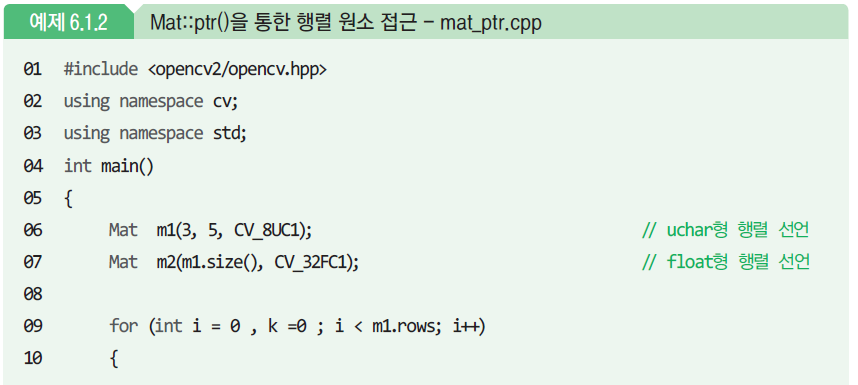 예제 6.1.2 Mat::ptr()을 통한 행렬 원소 접근 – mat_ptr.cpp
01 #include <opencv2/opencv.hpp>
02 using namespace cv;
03 using namespace std;
04 int main()
05 {
06 Mat m1(3, 5, CV_8UC1); // uchar형 행렬 선언
07 Mat m2(m1.size(), CV_32FC1); // float형 행렬 선언
08
09 for (int i = 0 , k =0 ; i < m1.rows; i++)
10 {